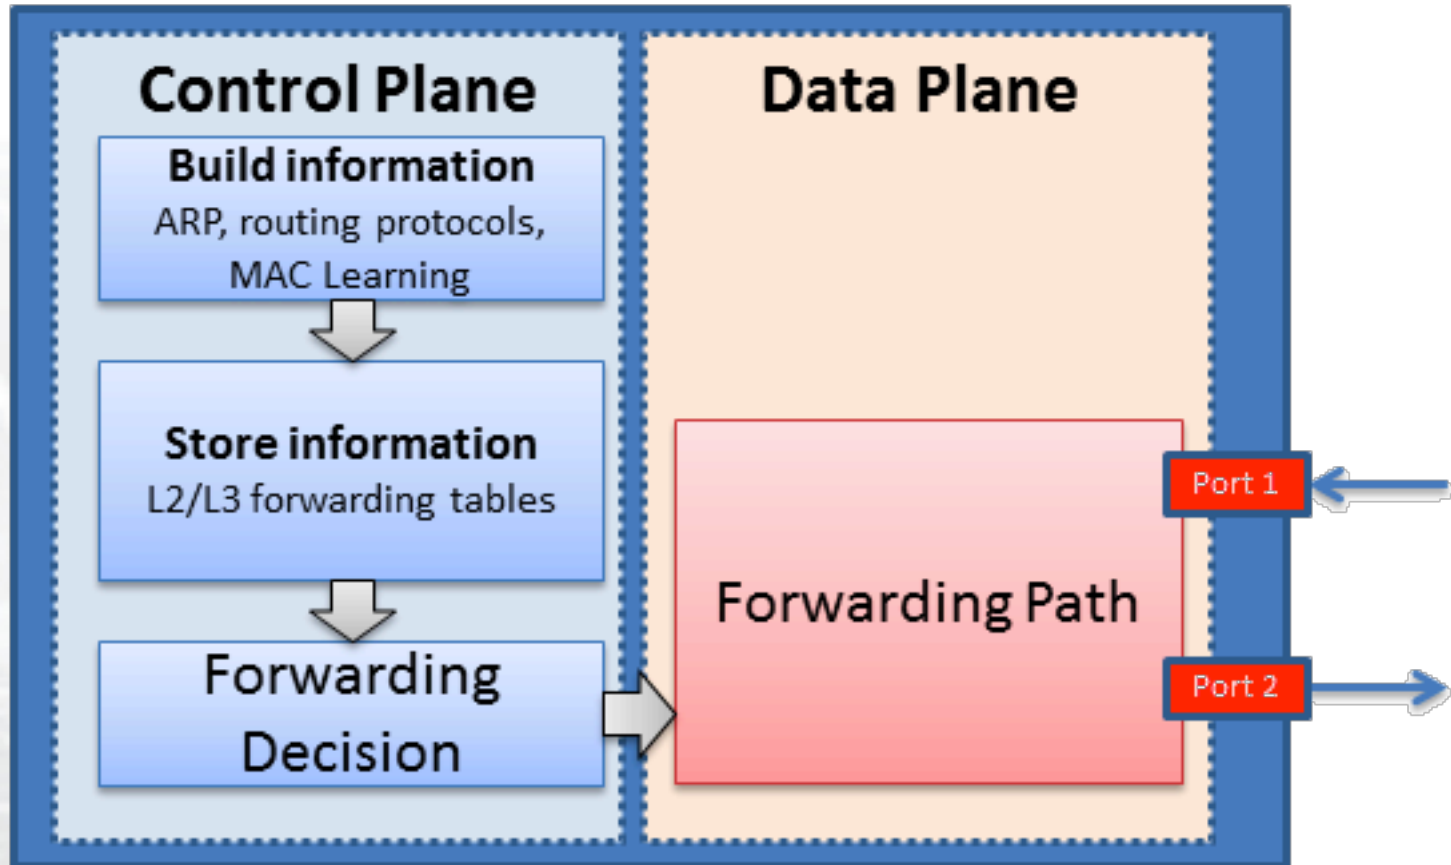 Control Plane
Build information
ARP, routing protocols,
MAC Learning
Store information
L2/L3 forwarding tables
Forwarding
Decision
Data Plane
Forwarding Path
Port 1
Port 2